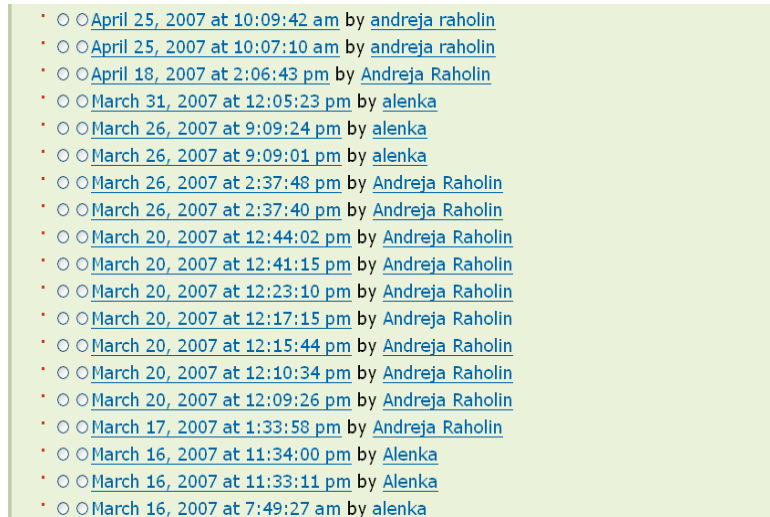 April 25, 2007 at 10:09:42 am by andreja raholin
April 25, 2007 at 10:07:10 am by andreja raholin
April 18, 2007 at 2:06:43 pm by Andreja Raholin
March 31, 2007 at 12:05:23 pm by alenka
March 26, 2007 at 9:09:24 pm by alenka
March 26, 2007 at 9:09:01 pm by alenka
March 26, 2007 at 2:37:48 pm by Andreja Raholin
March 26, 2007 at 2:37:40 pm by Andreja Raholin
March 20, 2007 at 12:44:02 pm by Andreja Raholin
March 20, 2007 at 12:41:15 pm by Andreja Raholin
March 20, 2007 at 12:23:10 pm by Andreja Raholin
March 20, 2007 at 12:17:15 pm by Andreja Raholin
March 20, 2007 at 12:15:44 pm by Andreja Raholin
March 20, 2007 at 12:10:34 pm by Andreja Raholin
March 20, 2007 at 12:09:26 pm by Andreja Raholin
March 17, 2007 at 1:33:58 pm by Andreja Raholin
March 16, 2007 at 11:34:00 pm by Alenka
March 16, 2007 at 11:33:11 pm by Alenka
March 16, 2007 at 7:49:27 am by alenka